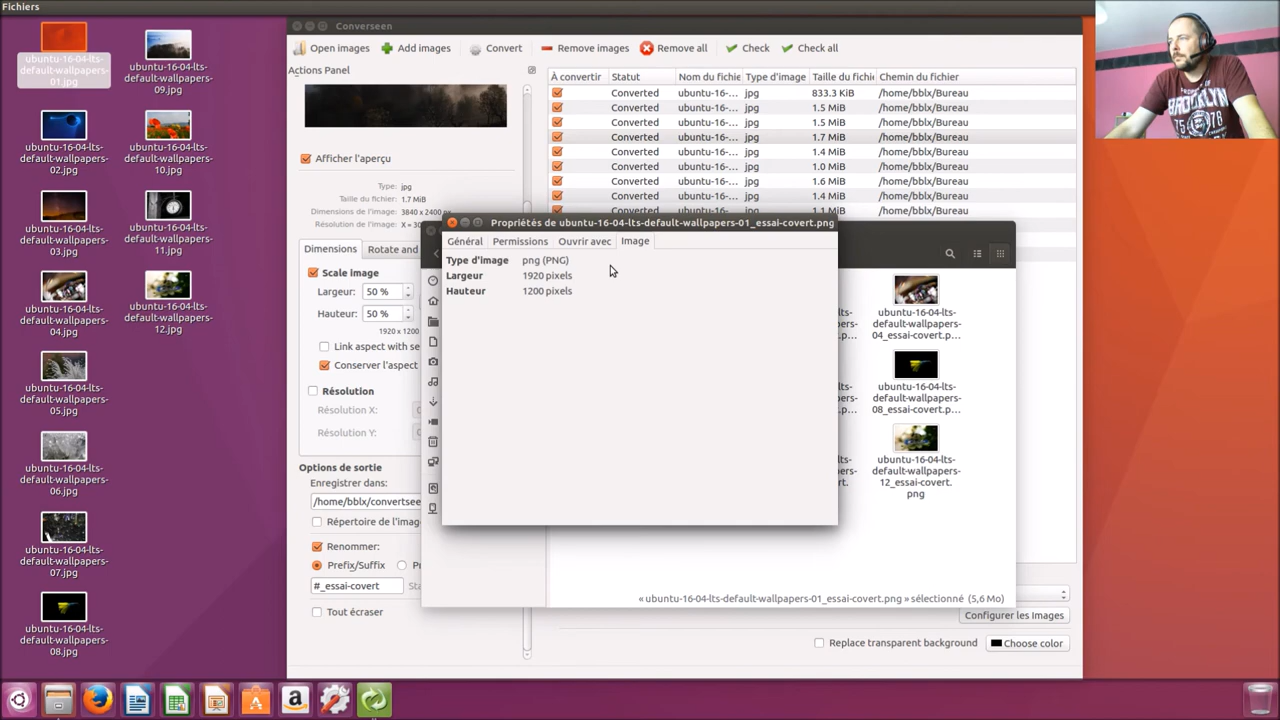 Fichiers
ubuntu-16-04-lts-
default-wallpapers-
01.jpg
ubuntu-16-04-lts-
default-wallpapers-
09.jpg
ubuntu-16-04-lts-
default-wallpapers-
02.jpg
ubuntu-16-04-lts-
default-wallpapers-
10.jpg
ubuntu-16-04-lts-
default-wallpapers-
03.jpg
ubuntu-16-04-lts-
default-wallpapers-
11.jpg
ubuntu-16-04-lts-
default-wallpapers-
04.jpg
ubuntu-16-04-lts-
default-wallpapers-
12.jpg
ubuntu-16-04-lts-
default-wallpapers-
05.jpg
ubuntu-16-04-lts-
default-wallpapers-
06.jpg
ubuntu-16-04-lts-
default-wallpapers-
07.jpg
ubuntu-16-04-lts-
default-wallpapers-
08.jpg
Converseen
Open images Add images Convert Remove images Remove all Check Check all
Actions Panel
Afficher l'aperçu
Type: jpg
Taille du fichier: 1.7 MiB
Dimensions de l'image: 3840 x 2400
Résolution de l'image: X = 30
Dimensions Rotate and
Scale image
Largeur: 50 %
Hauteur: 50 %
1920 x 1200
Link aspect with se
Conserver l'aspect
Résolution
Résolution X:
Résolution Y:
Options de sortie
Enregistrer dans:
/home/bblx/convertsee
Répertoire de l'imag
Renommer:
Prefix/Suffix
#_essai-covert
Tout écraser
À convertir Statut Nom du fichie Type d'image Taille du fichi Chemin du fichier
Converted ubuntu-16-... jpg 833.3 KiB /home/bblx/Bureau
Converted ubuntu-16-... jpg 1.5 MiB /home/bblx/Bureau
Converted ubuntu-16-... jpg 1.5 MiB /home/bblx/Bureau
Converted ubuntu-16-... jpg 1.7 MiB /home/bblx/Bureau
Converted ubuntu-16-... jpg 1.4 MiB /home/bblx/Bureau
Converted ubuntu-16-... jpg 1.0 MiB /home/bblx/Bureau
Converted ubuntu-16-... jpg 1.6 MiB /home/bblx/Bureau
Converted ubuntu-16-... jpg 1.4 MiB /home/bblx/Bureau
Converted ubuntu-16-... jpg 1.1 MiB /home/bblx/Bureau
Propriétés de ubuntu-16-04-lts-default-wallpapers-01_essai-covert.png
Général Permissions Ouvrir avec Image
Type d'image png (PNG)
Largeur 1920 pixels
Hauteur 1200 pixels
ubuntu-16-04-lts-
default-wallpapers-
04_essai-covert.p...
ubuntu-16-04-lts-
default-wallpapers-
08_essai-covert.p...
ubuntu-16-04-lts-
default-wallpapers-
12_essai-covert.
png
« ubuntu-16-04-lts-default-wallpapers-01_essai-covert.png » sélectionné (5,6 Mo)
Configurer les Images
Replace transparent background Choose color
BROOKLYN